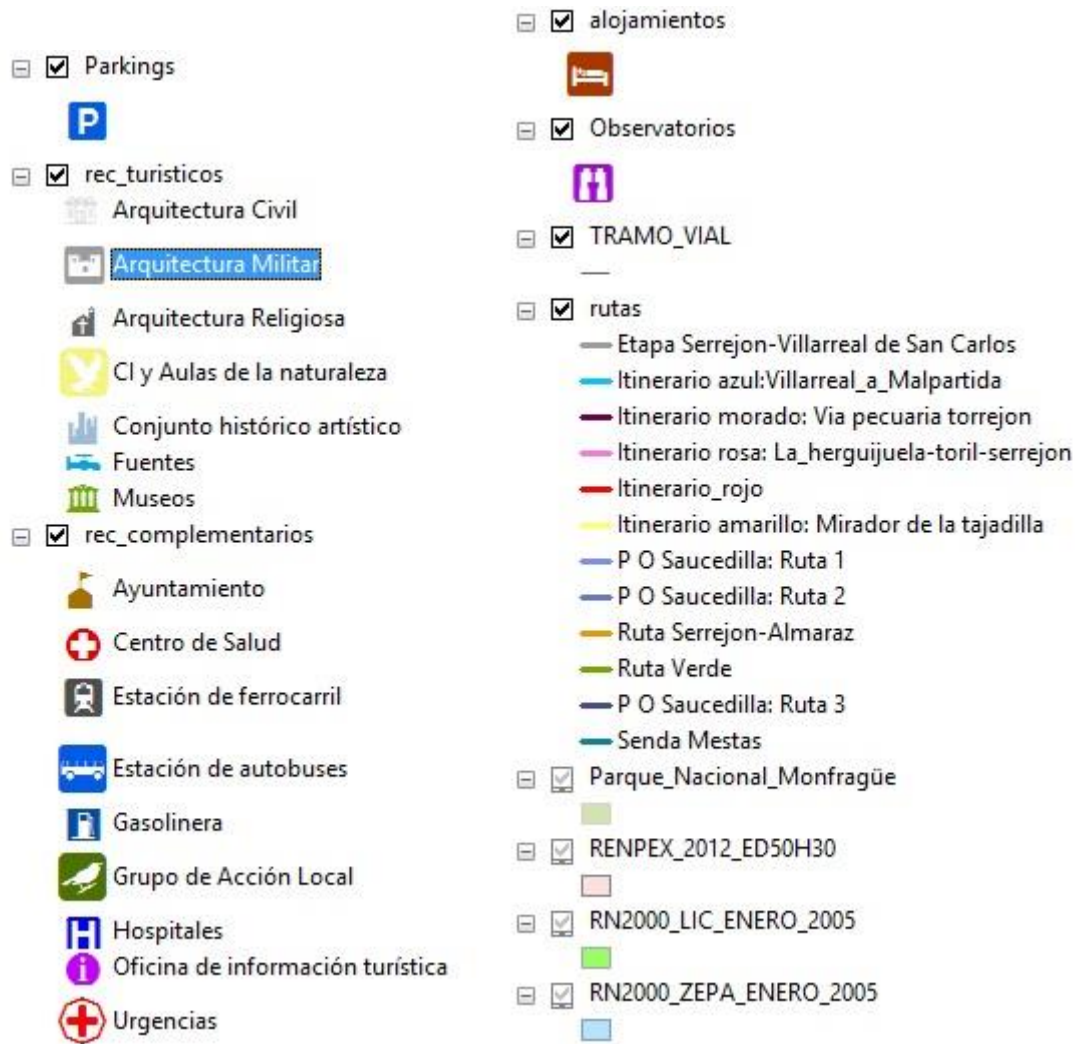 Parkings
P
rec_turisticos
Arquitectura Civil
Arquitectura Militar
Arquitectura Religiosa
CI y Aulas de la naturaleza
Conjunto histórico artístico
Fuentes
Museos
rec_complementarios
Ayuntamiento
Centro de Salud
Estación de ferrocarril
Estación de autobuses
Gasolinera
Grupo de Acción Local
H Hospitales
i Oficina de información turística
Urgencias
alojamientos
Observatorios
TRAMO_VIAL
rutas
Etapa Serrejon-Villarreal de San Carlos
Itinerario azul:Villarreal_a_Malpartida
Itinerario morado: Via pecuaria torrejon
Itinerario rosa: La_herguijuela-toril-serrejon
Itinerario_rojo
Itinerario amarillo: Mirador de la tajadilla
P O Saucedilla: Ruta 1
P O Saucedilla: Ruta 2
Ruta Serrejon-Almaraz
Ruta Verde
P O Saucedilla: Ruta 3
Senda Mestas
Parque_Nacional_Monfragüe
RENPEX_2012_ED50H30
RN2000_LIC_ENERO_2005
RN2000_ZEPA_ENERO_2005